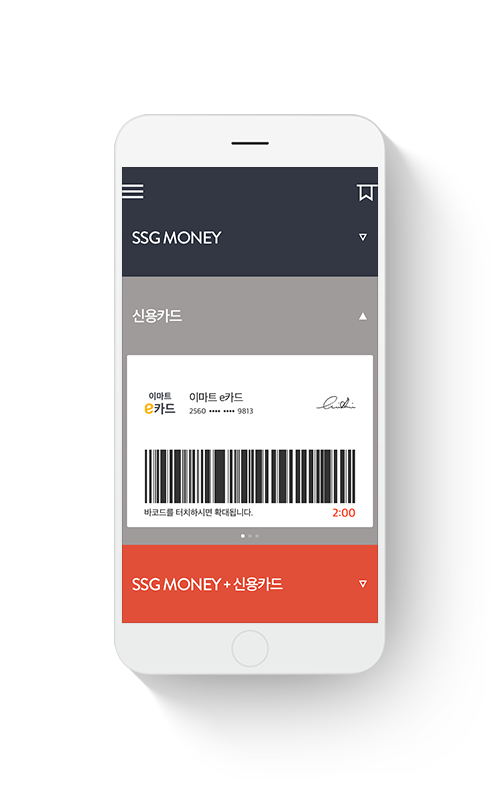 SSG MONEY
신용카드
이마트
e카드
이마트 e카드
2560 •••• •••• 9813
바코드를 터치하시면 확대됩니다.
2:00
SSG MONEY + 신용카드